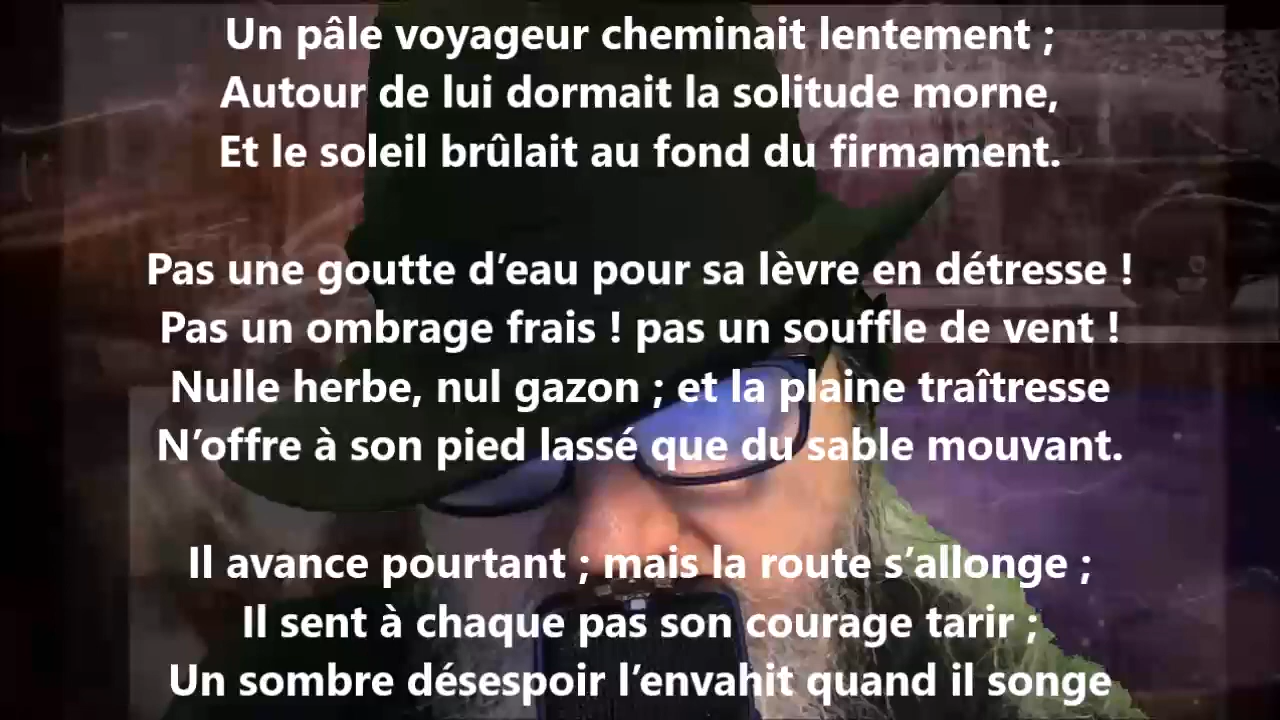 Un pâle voyageur cheminait lentement ;
Autour de lui dormait la solitude morne,
Et le soleil brûlait au fond du firmament.
Pas une goutte d’eau pour sa lèvre en détresse !
Pas un ombrage frais ! pas un souffle de vent !
Nulle herbe, nul gazon ; et la plaine traîtresse
N’offre à son pied lassé que du sable mouvant.
Il avance pourtant ; mais la route s’allonge ;
Il sent à chaque pas son courage tarir ;
Un sombre désespoir l’envahit quand il songe